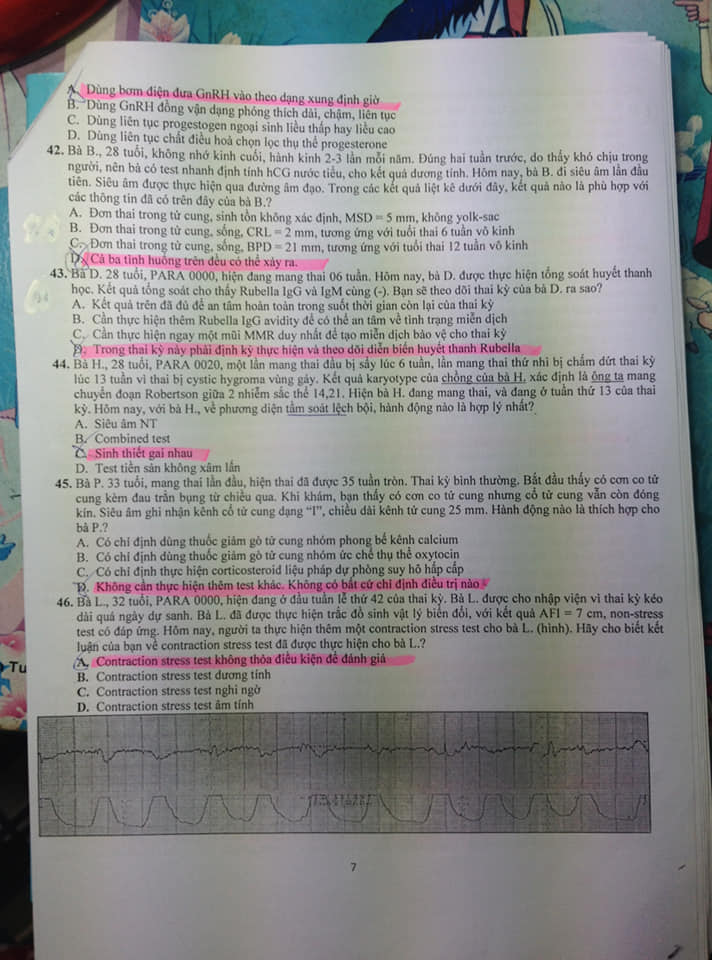 A. Dùng bơm điện đưa GnRH vào theo dạng xung định giờ
B. Dùng GnRH đồng vận dạng phóng thích dài, chậm, liên tục
C. Dùng liên tục progestogen ngoại sinh liều thấp hay liều cao
D. Dùng liên tục chất điều hoà chọn lọc thụ thể progesterone
42. Bà B., 28 tuổi, không nhớ kinh cuối, hành kinh 2-3 lần mỗi năm. Đúng hai tuần trước, do thấy khó chịu trong
người, nên bà có test nhanh định tính hCG nước tiểu, cho kết quả dương tính. Hôm nay, bà B. đi siêu âm lần đầu
tiên. Siêu âm được thực hiện qua đường âm đạo. Trong các kết quả liệt kê dưới đây, kết quả nào là phù hợp với
các thông tin đã có trên đây của bà B.?
A. Đơn thai trong tử cung, sinh tồn không xác định, MSD = 5 mm, không yolk-sac
B. Đơn thai trong tử cung, sống, CRL = 2 mm, tương ứng với tuổi thai 6 tuần vô kinh
C. Đơn thai trong tử cung, sống, BPD = 21 mm, tương ứng với tuổi thai 12 tuần vô kinh
D. Cả ba tình huống trên đều có thể xảy ra.
43. Bà D. 28 tuổi, PARA 0000, hiện đang mang thai 06 tuần. Hôm nay, bà D. được thực hiện tổng soát huyết thanh
học. Kết quả tổng soát cho thấy Rubella IgG và IgM cùng (-). Bạn sẽ theo dõi thai kỳ của bà D. ra sao?
A. Kết quả trên đã đủ để an tâm hoàn toàn trong suốt thời gian còn lại của thai kỳ
B. Cần thực hiện thêm Rubella IgG avidity để có thể an tâm về tình trạng miễn dịch
C. Cần thực hiện ngay một mũi MMR duy nhất để tạo miễn dịch bảo vệ cho thai kỳ
D. Trong thai kỳ này phải định kỳ thực hiện và theo dõi diễn biến huyết thanh Rubella
44. Bà H., 28 tuổi, PARA 0020, một lần mang thai đầu bị sẩy lúc 6 tuần, lần mang thai thứ nhì bị chấm dứt thai kỳ
lúc 13 tuần vì thai bị cystic hygroma vùng gáy. Kết quả karyotype của chồng của bà H. xác định là ông ta mang
chuyển đoạn Robertson giữa 2 nhiễm sắc thể 14,21. Hiện bà H. đang mang thai, và đang ở tuần thứ 13 của thai
kỳ. Hôm nay, với bà H., về phương diện tầm soát lệch bội, hành động nào là hợp lý nhất?
A. Siêu âm NT
B. Combined test
C. Sinh thiết gai nhau
D. Test tiền sản không xâm lấn
45. Bà P. 33 tuổi, mang thai lần đầu, hiện thai đã được 35 tuần tròn. Thai kỳ bình thường. Bắt đầu thấy có cơn co tử
cung kèm đau trằn bụng từ chiều qua. Khi khám, bạn thấy có cơn co tử cung nhưng cổ tử cung vẫn còn đóng
kín. Siêu âm ghi nhận kênh cổ tử cung dạng “I”, chiều dài kênh tử cung 25 mm. Hành động nào là thích hợp cho
bà P.?
A. Có chỉ định dùng thuốc giảm gò tử cung nhóm phong bế kênh calcium
B. Có chỉ định dùng thuốc giảm gò tử cung nhóm ức chế thụ thể oxytocin
C. Có chỉ định thực hiện corticosteroid liệu pháp dự phòng suy hô hấp cấp
D. Không cần thực hiện thêm test khác. Không có bất cứ chỉ định điều trị nào
46. Bà L., 32 tuổi, PARA 0000, hiện đang ở đầu tuần lễ thứ 42 của thai kỳ. Bà L. được cho nhập viện vì thai kỳ kéo
dài quá ngày dự sanh. Bà L. đã được thực hiện trắc đồ sinh vật lý biến đổi, với kết quả AFI = 7 cm, non-stress
test có đáp ứng. Hôm nay, người ta thực hiện thêm một contraction stress test cho bà L. (hình). Hãy cho biết kết
luận của bạn về contraction stress test đã được thực hiện cho bà L.?
A. Contraction stress test không thỏa điều kiện để đánh giá
B. Contraction stress test dương tính
C. Contraction stress test nghi ngờ
D. Contraction stress test âm tính
7